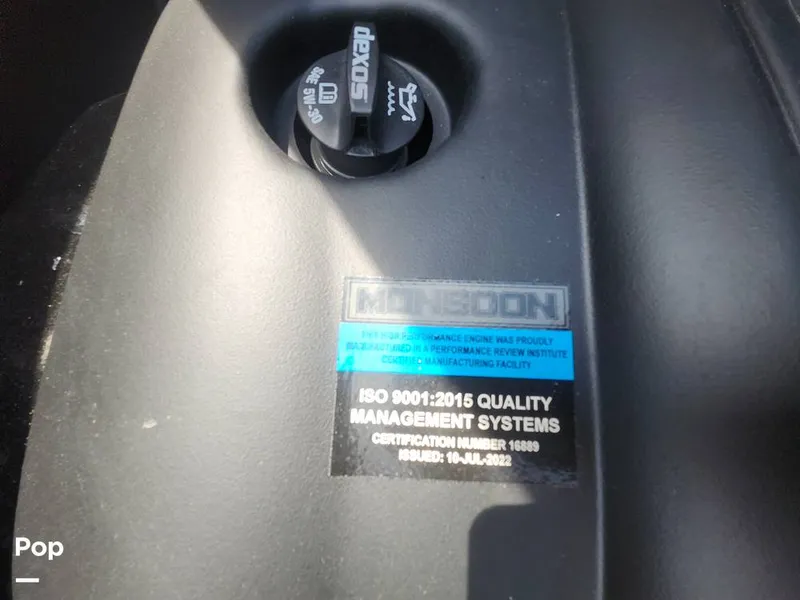 dexos
SAE 5W-30
MONSOON
THIS HIGH PERFORMANCE ENGINE WAS PROUDLY
MANUFACTURED IN A PERFORMANCE REVIEW INSTITUTE
CERTIFIED MANUFACTURING FACILITY
ISO 9001:2015 QUALITY
MANAGEMENT SYSTEMS
CERTIFICATION NUMBER 16889
ISSUED: 10-JUL-2022
Pop